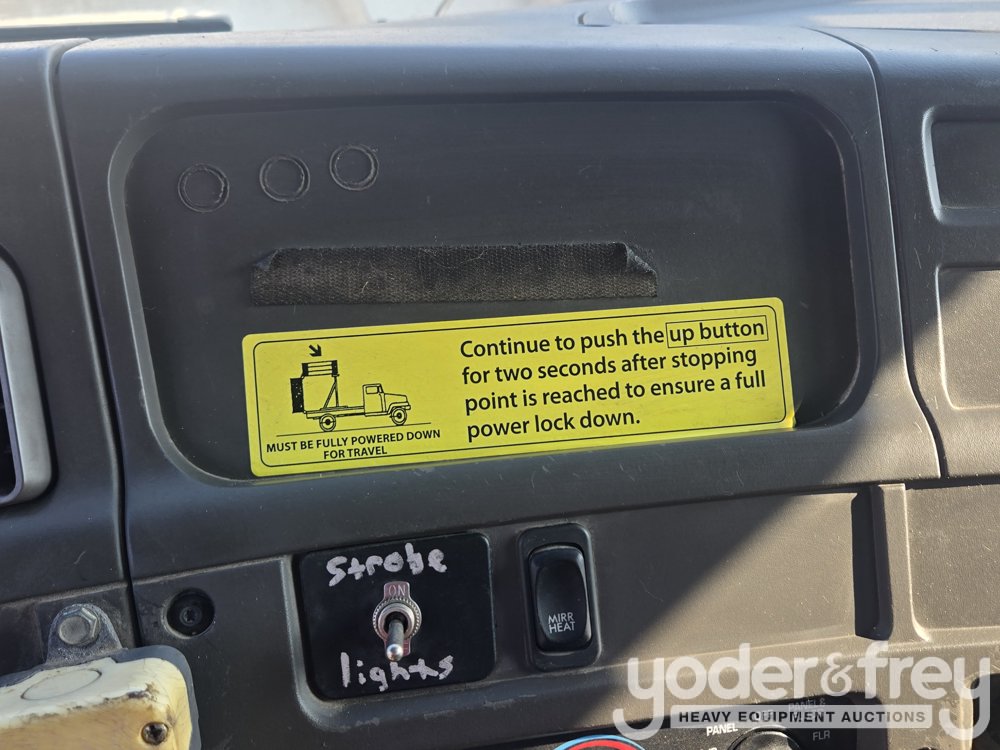 Continue to push the up button
for two seconds after stopping
point is reached to ensure a full
power lock down.
MUST BE FULLY POWERED DOWN
FOR TRAVEL
strobe
ON
lights
MIRR
HEAT
yoder&frey
HEAVY EQUIPMENT AUCTIONS
PANEL
PANEL &
FLR